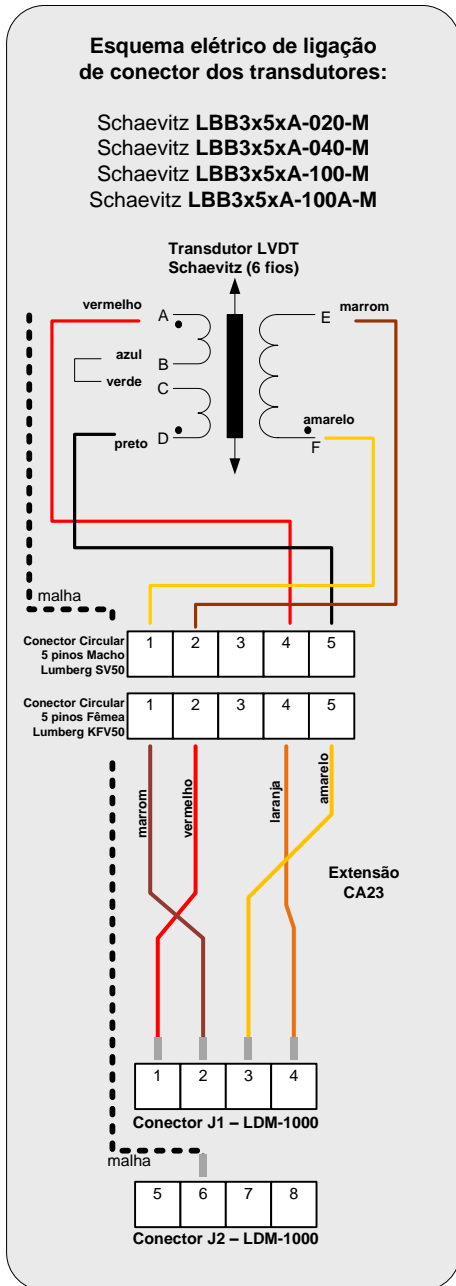 Esquema elétrico de ligação
de conector dos transdutores:
Schaevitz LBB3x5xA-020-M
Schaevitz LBB3x5xA-040-M
Schaevitz LBB3x5xA-100-M
Schaevitz LBB3x5xA-100A-M
Transdutor LVDT
Schaevitz (6 fios)
vermelho
A
E
marrom
azul
B
verde
C
amarelo
preto
D
F
malha
Conector Circular
5 pinos Macho
Lumberg SV50
1 2 3 4 5
Conector Circular
5 pinos Fêmea
Lumberg KFV50
1 2 3 4 5
marrom
vermelho
laranja
amarelo
Extensão
CA23
1 2 3 4
Conector J1 – LDM-1000
malha
5 6 7 8
Conector J2 – LDM-1000